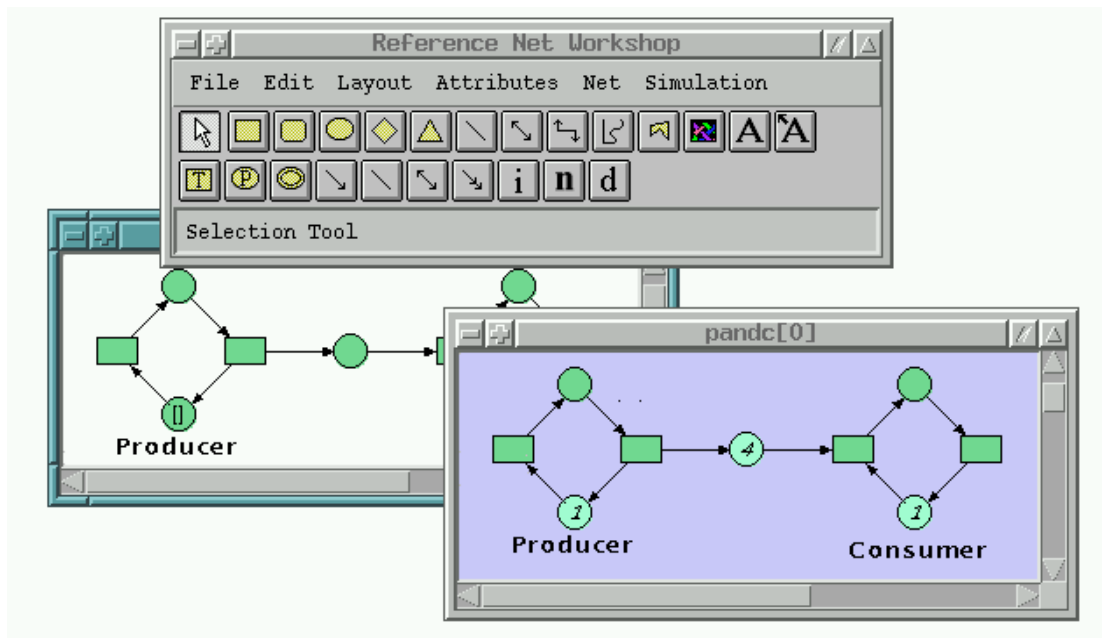 Reference Net Workshop
File Edit Layout Attributes Net Simulation
A A
T P i n d
Selection Tool
[]
Producer
pandc[0]
4
1 1
Producer
Consumer